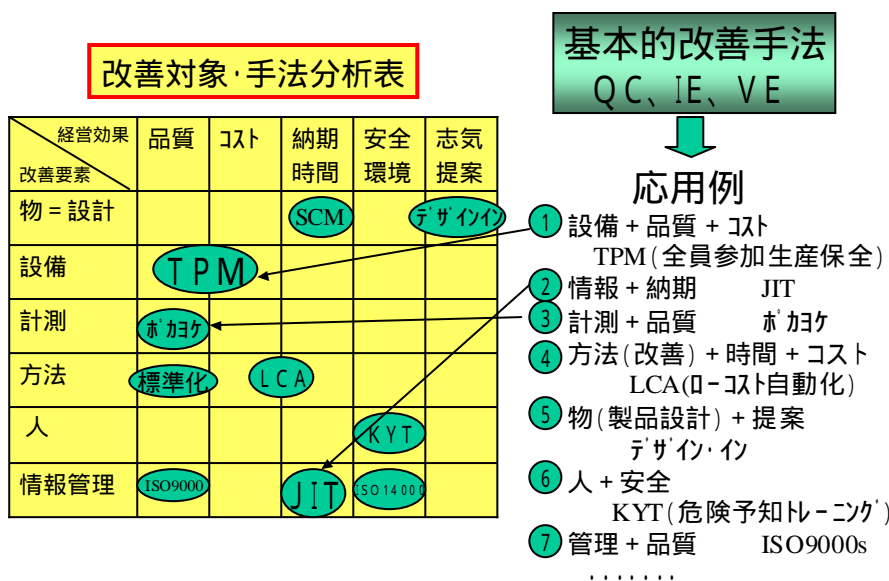 改善対象・手法分析表
経営効果
改善要素
品質
コスト
納期
時間
安全
環境
志気
提案
物=設計
SCM
デザインイン
設備
TPM
計測
ポカヨケ
方法
標準化
LCA
人
KYT
情報管理
ISO9000
JIT
ISO14000
基本的改善手法
QC、IE、VE
応用例
1 設備+品質+コスト
TPM(全員参加生産保全)
2 情報+納期 JIT
3 計測+品質 ポカヨケ
4 方法(改善)+時間+コスト
LCA(ローコスト自動化)
5 物(製品設計)+提案
デザイン・イン
6 人+安全
KYT(危険予知トレーニング)
7 管理+品質 ISO9000s
.......